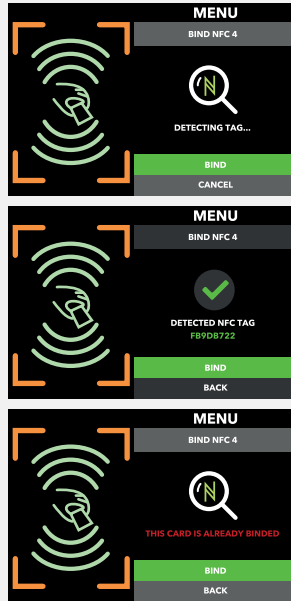 MENU
BIND NFC 4
DETECTING TAG...
BIND
CANCEL
MENU
BIND NFC 4
DETECTED NFC TAG
FB9DB722
BIND
BACK
MENU
BIND NFC 4
THIS CARD IS ALREADY BINDED
BIND
BACK